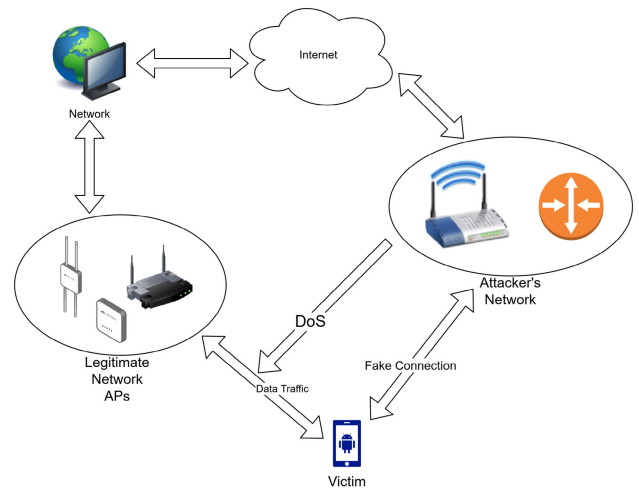 Internet
Network
Attacker's
Network
DoS
Legitimate
Network
APs
Data Traffic
Fake Connection
Victim